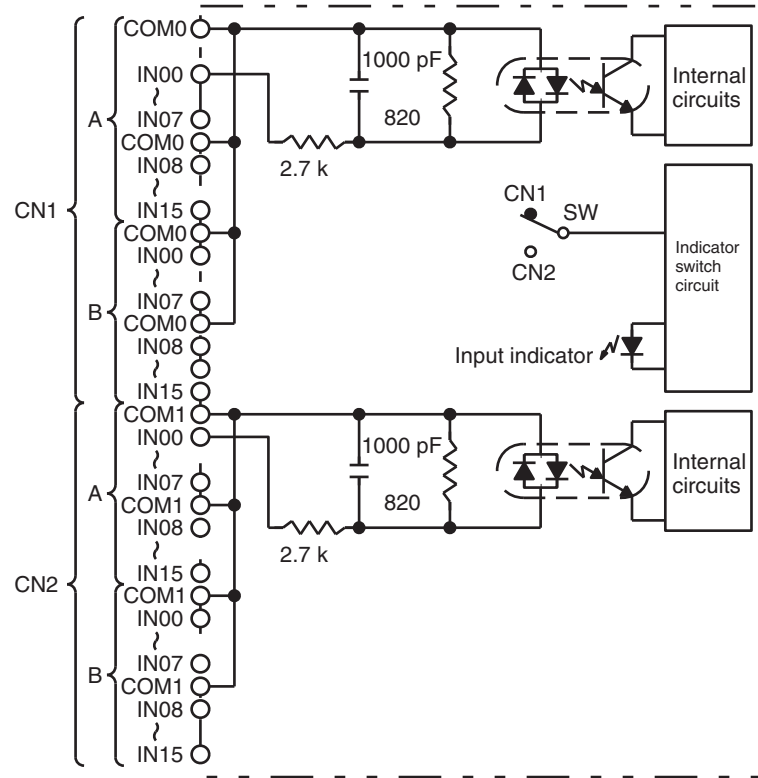 COM0
IN00
~
IN07
COM0
IN08
~
IN15
COM0
IN00
~
IN07
COM0
IN08
~
IN15
COM1
IN00
~
IN07
COM1
IN08
~
IN15
COM1
IN00
~
IN07
COM1
IN08
~
IN15
A
B
CN1
A
B
CN2
1000 pF
820
2.7 k
Internal
circuits
CN1
SW
CN2
Indicator
switch
circuit
Input indicator
1000 pF
820
2.7 k
Internal
circuits